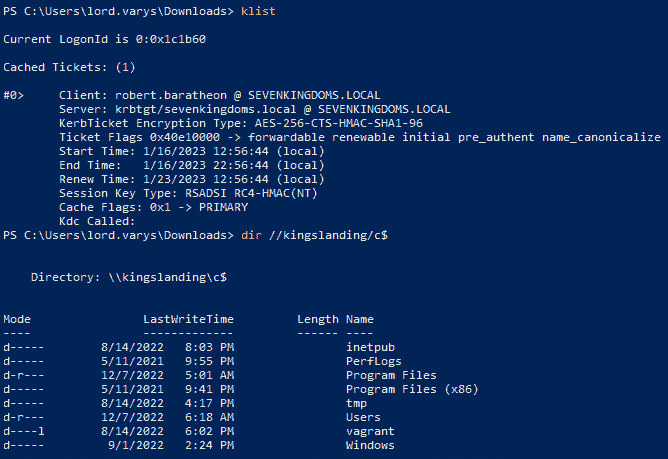 PS C:\Users\lord.varys\Downloads> klist
Current LogonId is 0:0x1c1b60
Cached Tickets: (1)
#0>     Client: robert.baratheon @ SEVENKINGDOMS.LOCAL
        Server: krbtgt/sevenkingdoms.local @ SEVENKINGDOMS.LOCAL
        KerbTicket Encryption Type: AES-256-CTS-HMAC-SHA1-96
        Ticket Flags 0x40e10000 -> forwardable renewable initial pre_authent name_canonicalize
        Start Time: 1/16/2023 12:56:44 (local)
        End Time:   1/16/2023 22:56:44 (local)
        Renew Time: 1/23/2023 12:56:44 (local)
        Session Key Type: RSADSI RC4-HMAC(NT)
        Cache Flags: 0x1 -> PRIMARY
        Kdc Called:
PS C:\Users\lord.varys\Downloads> dir //kingslanding/c$
    Directory: \\kingslanding\c$
Mode                LastWriteTime         Length Name
----                -------------         ------ ----
d-----        8/14/2022   8:03 PM                inetpub
d-----        5/11/2021   9:55 PM                PerfLogs
d-r---        12/7/2022   5:01 AM                Program Files
d-----        5/11/2021   9:41 PM                Program Files (x86)
d-----        8/14/2022   4:17 PM                tmp
d-r---        12/7/2022   6:18 AM                Users
d----l        8/14/2022   6:02 PM                vagrant
d-----         9/1/2022   2:24 PM                Windows